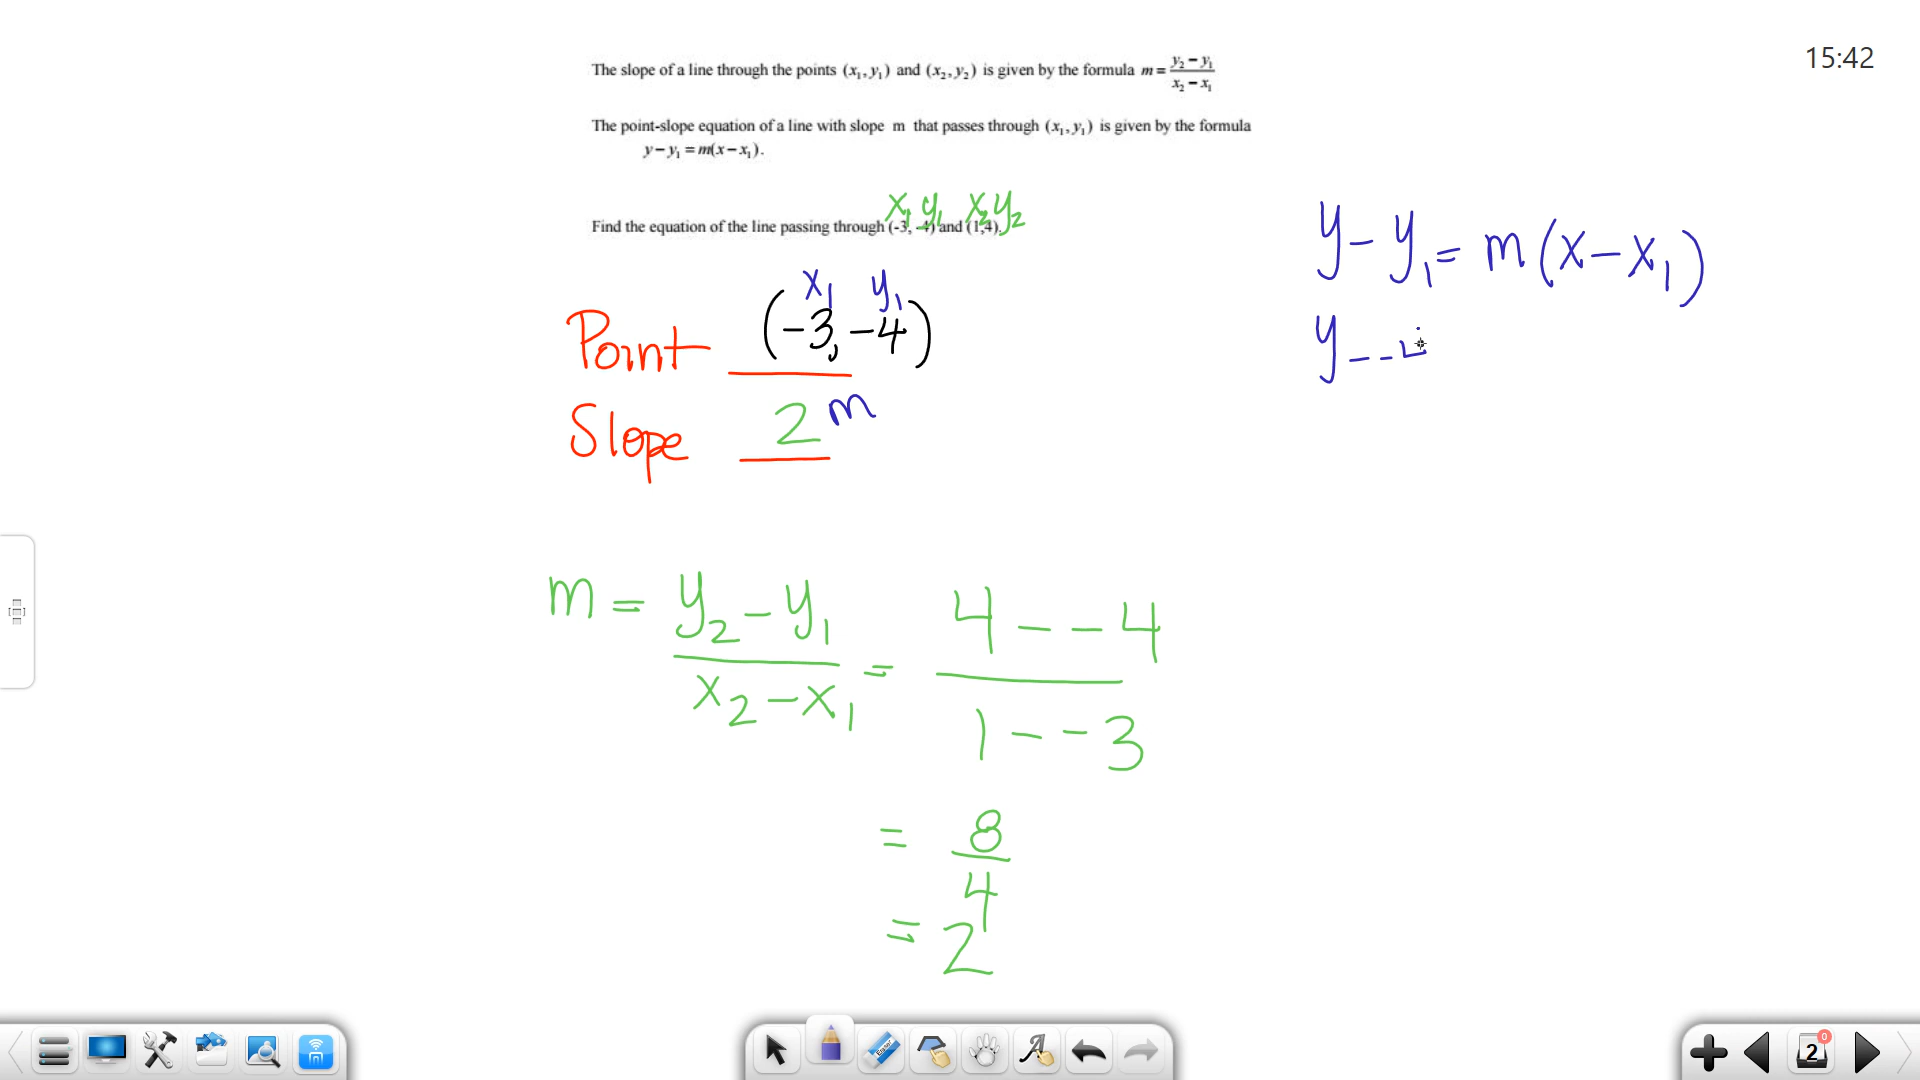 15:42
The slope of a line through the points (x₁, y₁) and (x₂, y₂) is given by the formula m = (y₂ − y₁)/(x₂ − x₁)
The point-slope equation of a line with slope m that passes through (x₁, y₁) is given by the formula
y − y₁ = m(x − x₁).
x₁ y₁ x₂ y₂
Find the equation of the line passing through (-3, -4) and (1,4).
x₁ y₁
Point (-3, -4)
Slope 2 m
m = (y₂ − y₁)/(x₂ − x₁) = (4 − −4)/(1 − −3)
= 8/4
= 2
y − y₁ = m(x − x₁)
y − −4
Eraser
A
2
0